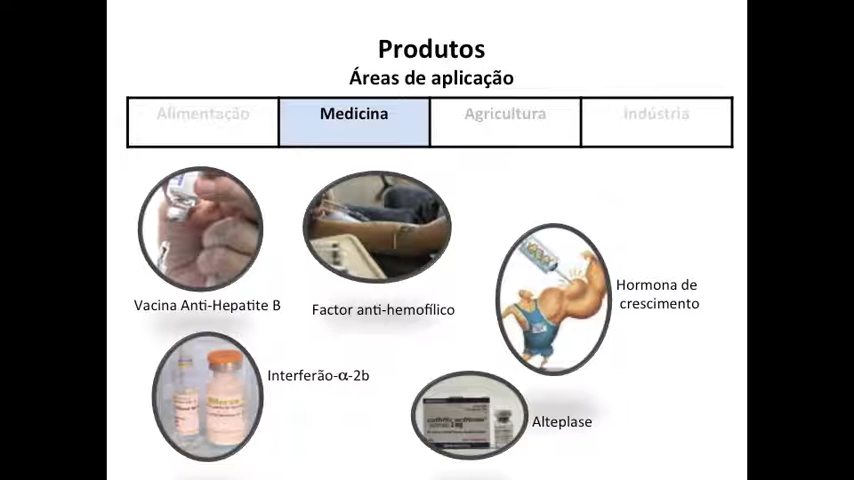 Produtos
Áreas de aplicação
Alimentação
Medicina
Agricultura
Indústria
Vacina Anti-Hepatite B
Factor anti-hemofílico
Hormona de
crescimento
Interferão-α-2b
Alteplase